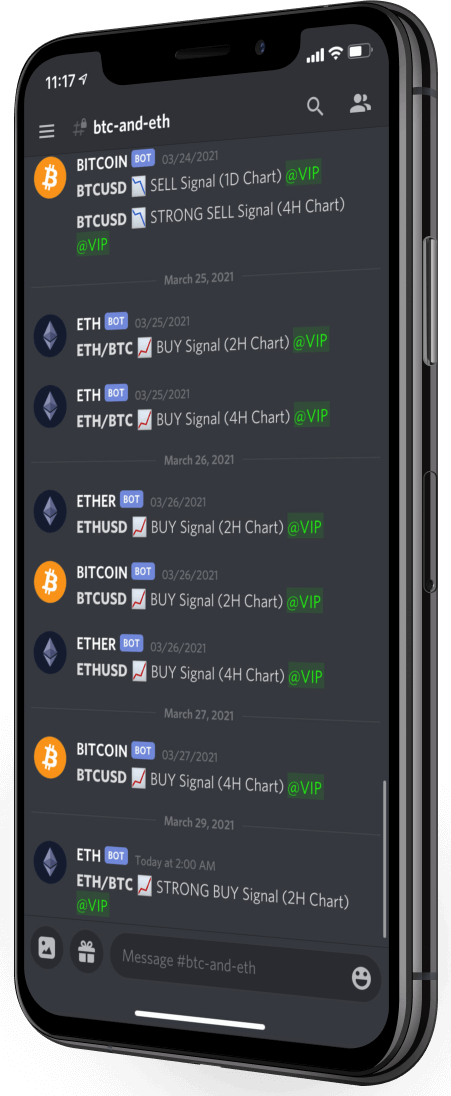 11:17
btc-and-eth
BITCOIN BOT 03/24/2021
BTCUSD SELL Signal (1D Chart) @VIP
BTCUSD STRONG SELL Signal (4H Chart)
@VIP
March 25, 2021
ETH BOT 03/25/2021
ETH/BTC BUY Signal (2H Chart) @VIP
ETH BOT 03/25/2021
ETH/BTC BUY Signal (4H Chart) @VIP
March 26, 2021
ETHER BOT 03/26/2021
ETHUSD BUY Signal (2H Chart) @VIP
BITCOIN BOT 03/26/2021
BTCUSD BUY Signal (2H Chart) @VIP
ETHER BOT 03/26/2021
ETHUSD BUY Signal (4H Chart) @VIP
March 27, 2021
BITCOIN BOT 03/27/2021
BTCUSD BUY Signal (4H Chart) @VIP
March 29, 2021
ETH BOT Today at 2:00 AM
ETH/BTC STRONG BUY Signal (2H Chart)
@VIP
Message #btc-and-eth